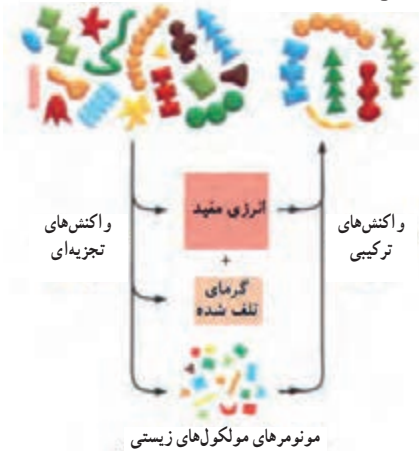 انرژی مفید
واکنش‌های
تجزیه‌ای
واکنش‌های
ترکیبی
+
گرمای
تلف شده
مونومرهای مولکول‌های زیستی